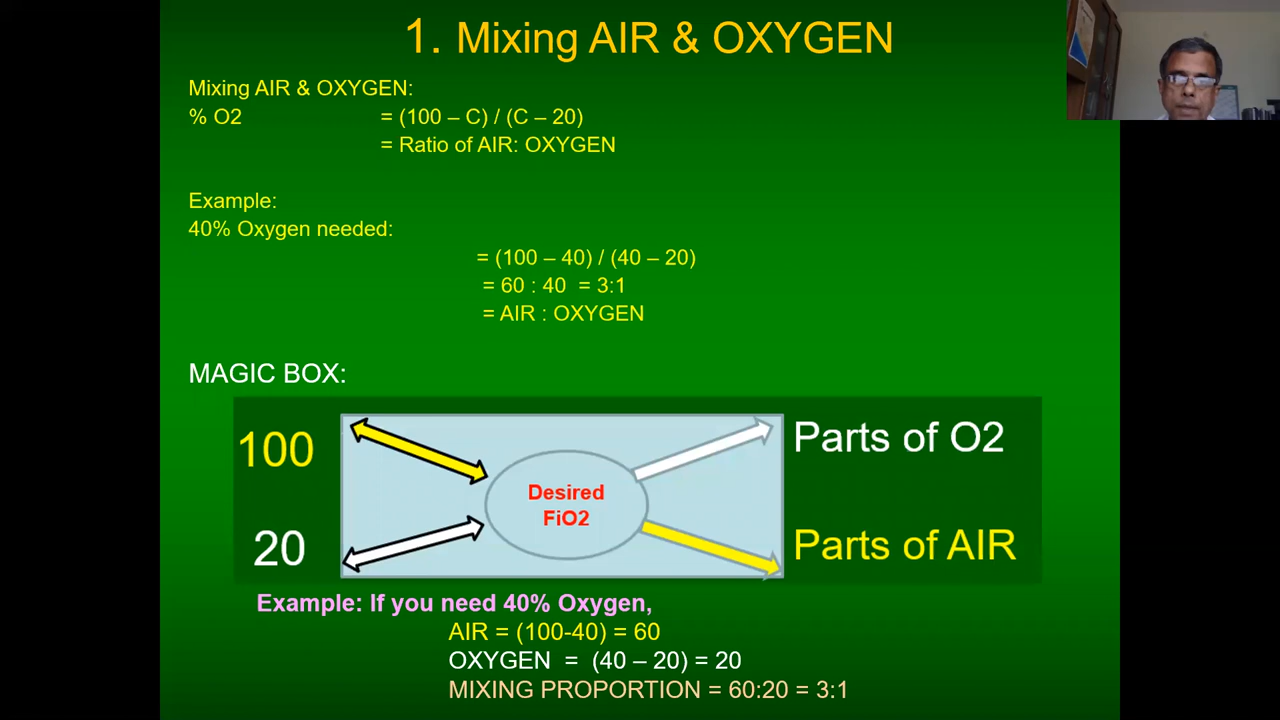 1. Mixing AIR & OXYGEN
Mixing AIR & OXYGEN:
% O2 = (100 – C) / (C – 20)
= Ratio of AIR: OXYGEN
Example:
40% Oxygen needed:
= (100 – 40) / (40 – 20)
= 60 : 40 = 3:1
= AIR : OXYGEN
MAGIC BOX:
100
Parts of O2
Desired
FiO2
20
Parts of AIR
Example: If you need 40% Oxygen,
AIR = (100-40) = 60
OXYGEN = (40 – 20) = 20
MIXING PROPORTION = 60:20 = 3:1